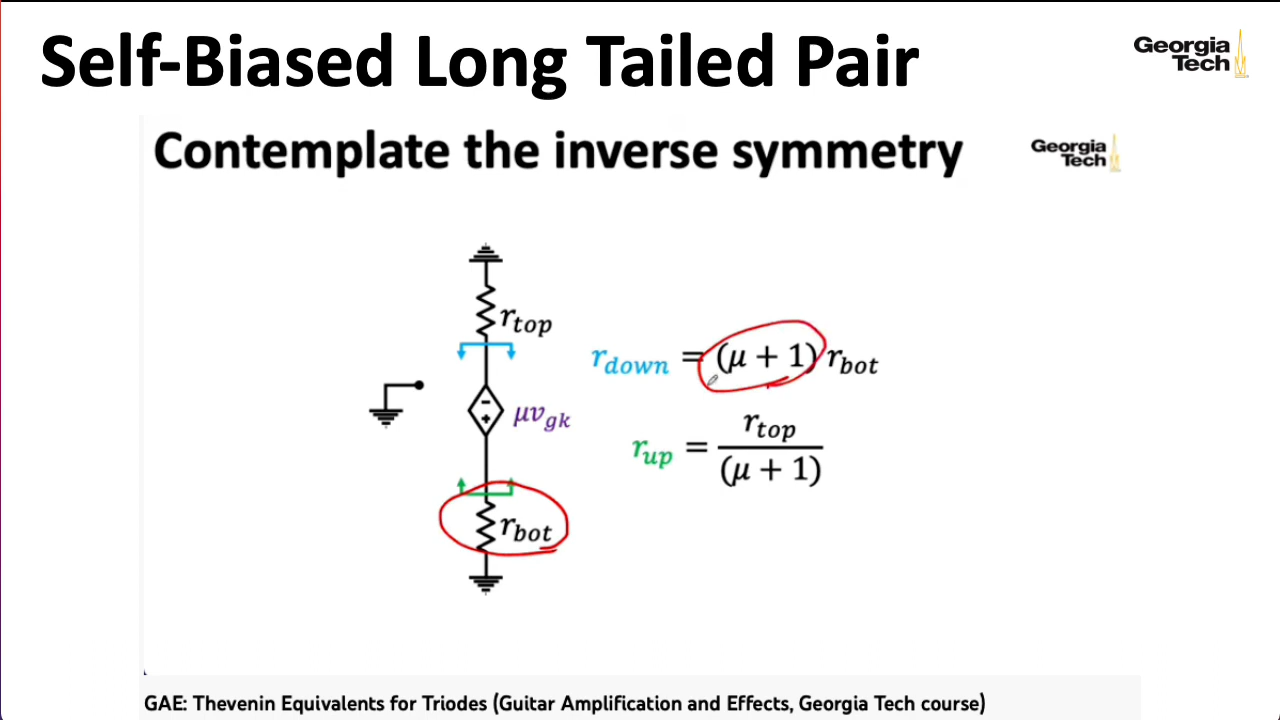 Self-Biased Long Tailed Pair
Georgia
Tech
Contemplate the inverse symmetry
Georgia
Tech
r_top
r_down = (μ + 1) r_bot
μv_gk
r_up = r_top / (μ + 1)
r_bot
GAE: Thevenin Equivalents for Triodes (Guitar Amplification and Effects, Georgia Tech course)